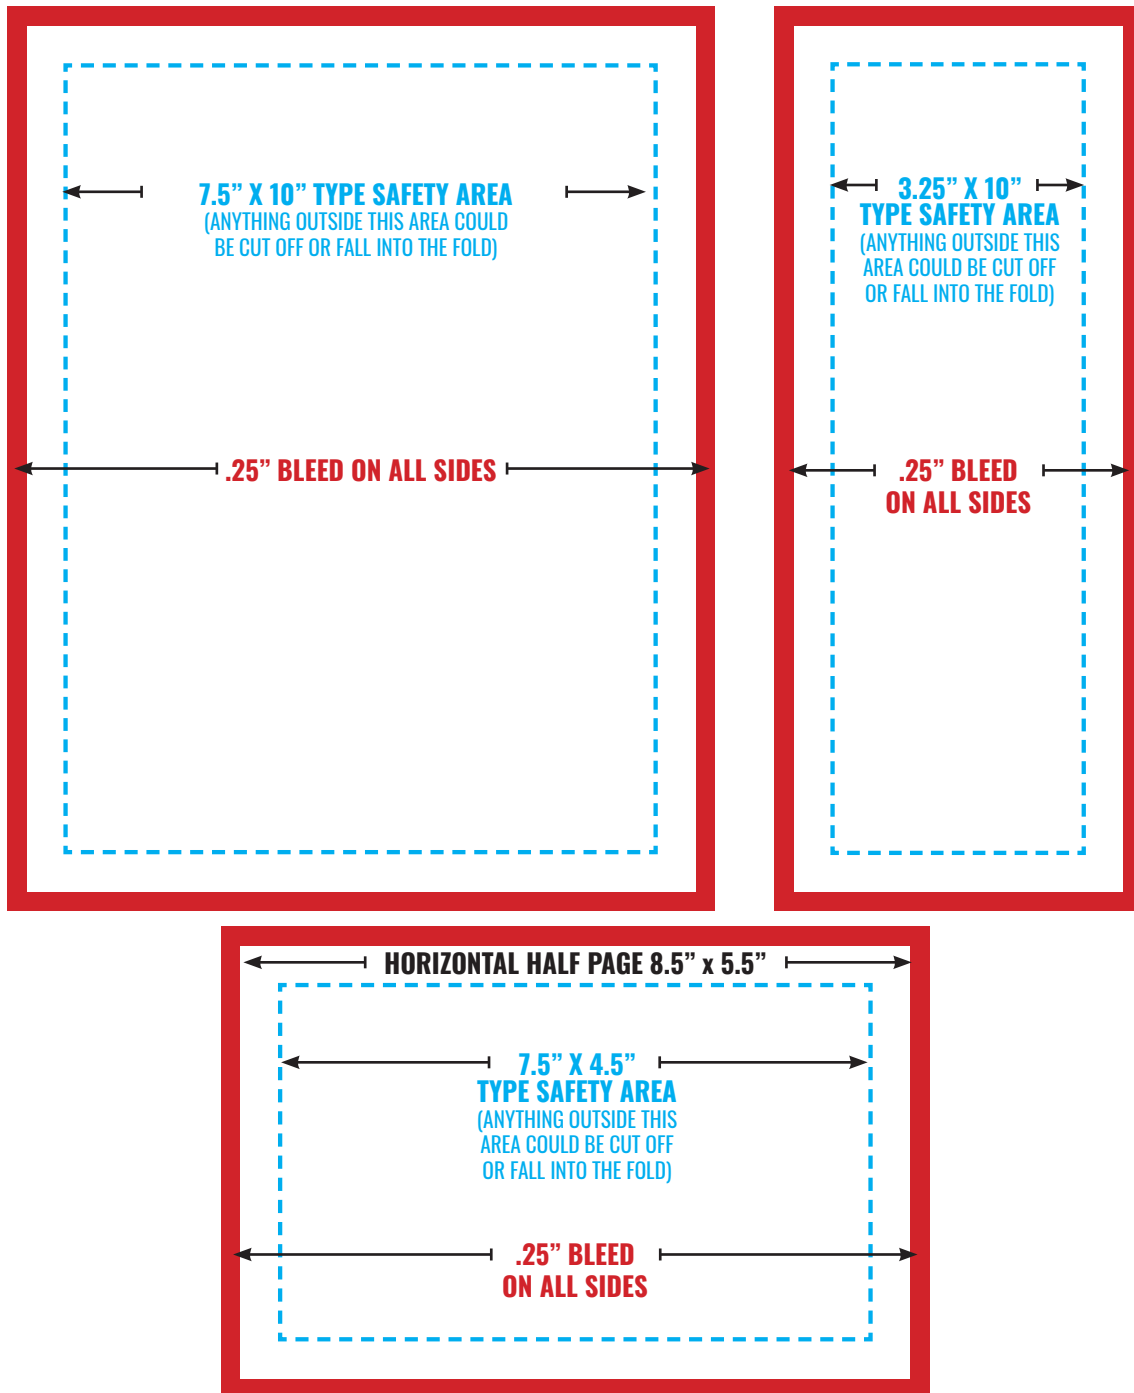 7.5” X 10” TYPE SAFETY AREA
(ANYTHING OUTSIDE THIS AREA COULD
BE CUT OFF OR FALL INTO THE FOLD)
.25” BLEED ON ALL SIDES
3.25” X 10”
TYPE SAFETY AREA
(ANYTHING OUTSIDE THIS
AREA COULD BE CUT OFF
OR FALL INTO THE FOLD)
.25” BLEED
ON ALL SIDES
HORIZONTAL HALF PAGE 8.5” x 5.5”
7.5” X 4.5”
TYPE SAFETY AREA
(ANYTHING OUTSIDE THIS
AREA COULD BE CUT OFF
OR FALL INTO THE FOLD)
.25” BLEED
ON ALL SIDES